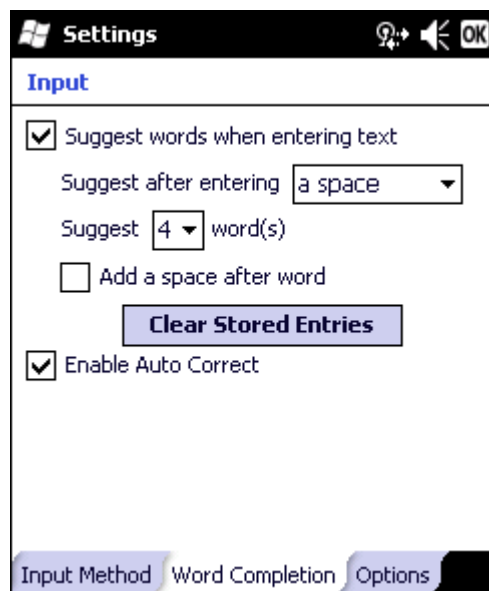 Settings OK
Input
Suggest words when entering text
Suggest after entering a space
Suggest 4 word(s)
Add a space after word
Clear Stored Entries
Enable Auto Correct
Input Method Word Completion Options